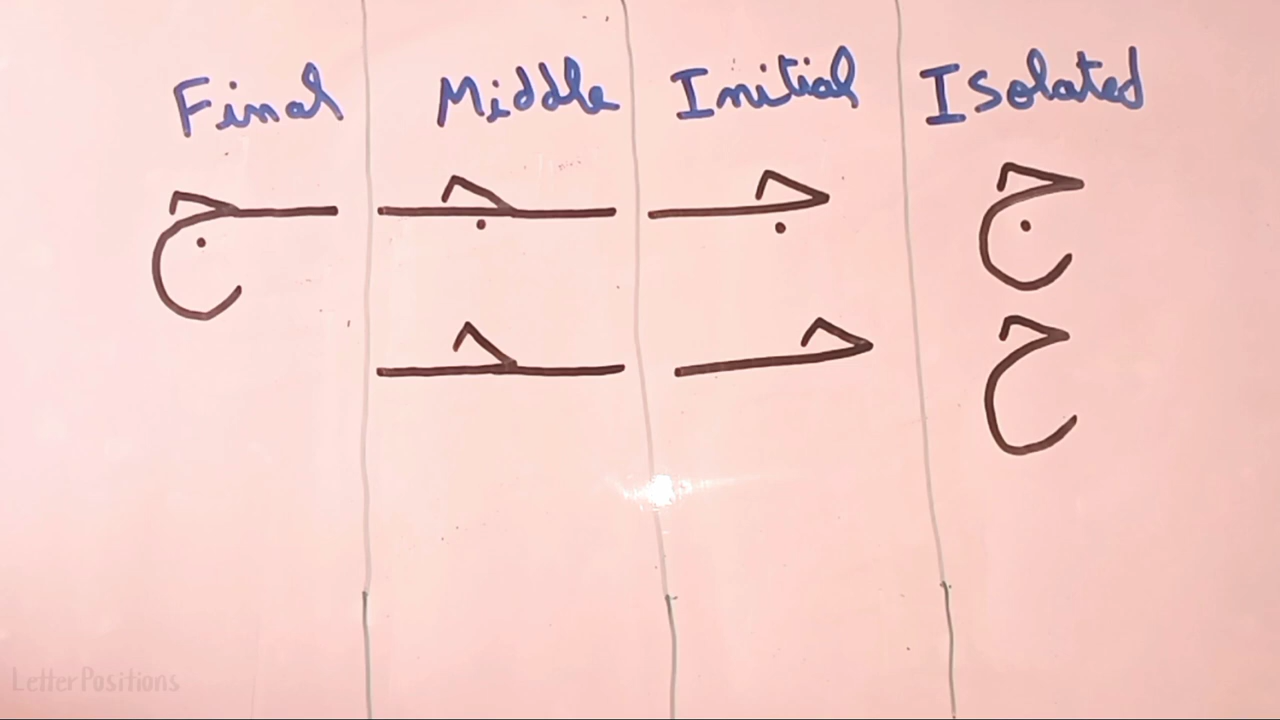 Final Middle Initial Isolated
ـج ـجـ جـ ج
ـحـ حـ ح
LetterPositions